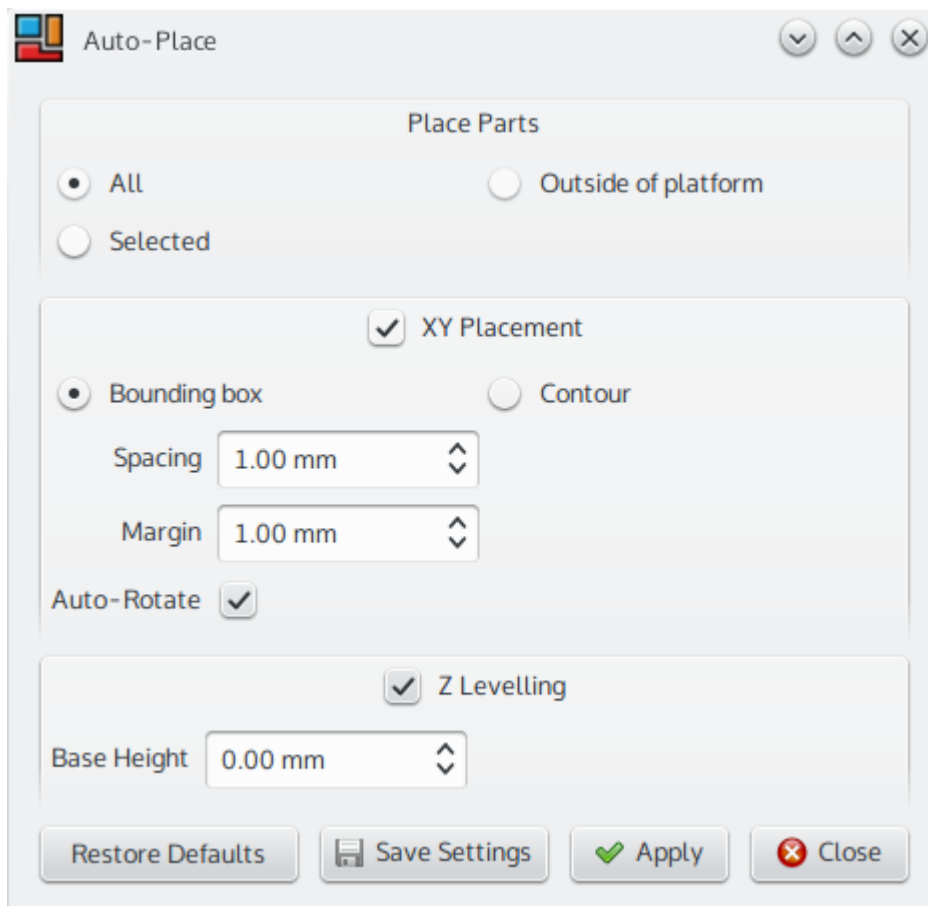 Auto-Place
Place Parts
All
Outside of platform
Selected
XY Placement
Bounding box
Contour
Spacing 1.00 mm
Margin 1.00 mm
Auto-Rotate
Z Levelling
Base Height 0.00 mm
Restore Defaults
Save Settings
Apply
Close